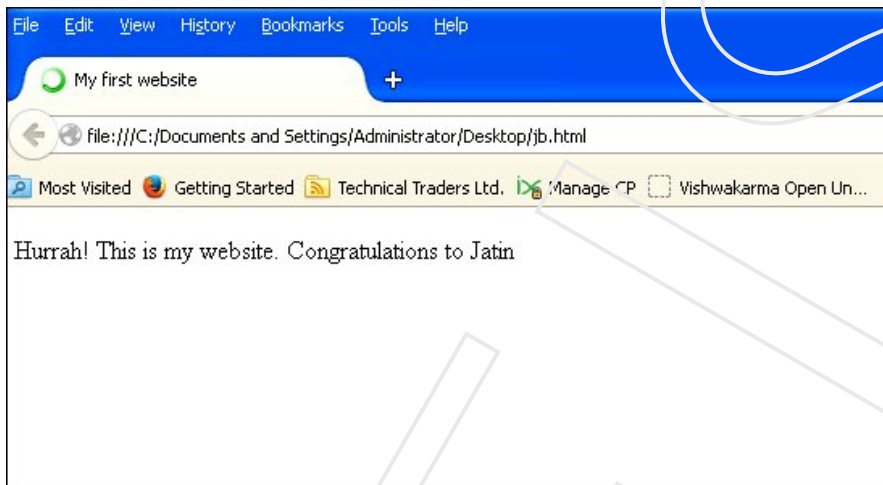 File Edit View History Bookmarks Tools Help
My first website
file:///C:/Documents and Settings/Administrator/Desktop/jb.html
Most Visited Getting Started Technical Traders Ltd. Manage CP Vishwakarma Open Un...
Hurrah! This is my website. Congratulations to Jatin